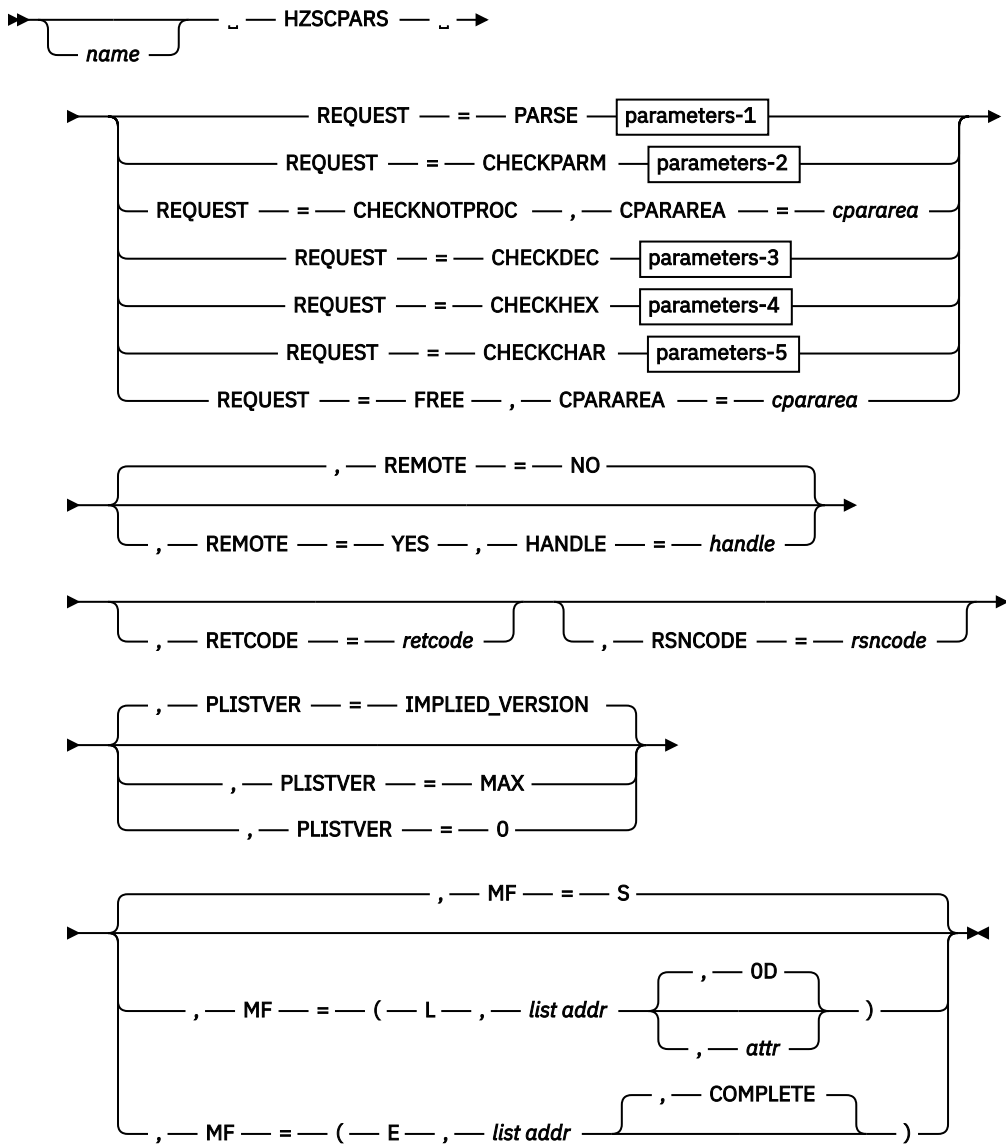 ␣ HZSCPARS ␣
name
REQUEST = PARSE parameters-1
REQUEST = CHECKPARM parameters-2
REQUEST = CHECKNOTPROC , CPARAREA = cpararea
REQUEST = CHECKDEC parameters-3
REQUEST = CHECKHEX parameters-4
REQUEST = CHECKCHAR parameters-5
REQUEST = FREE , CPARAREA = cpararea
, REMOTE = NO
, REMOTE = YES , HANDLE = handle
, RETCODE = retcode , RSNCODE = rsncode
, PLISTVER = IMPLIED_VERSION
, PLISTVER = MAX
, PLISTVER = 0
, MF = S
, 0D
, MF = ( L , list addr )
, attr
, COMPLETE
, MF = ( E , list addr )